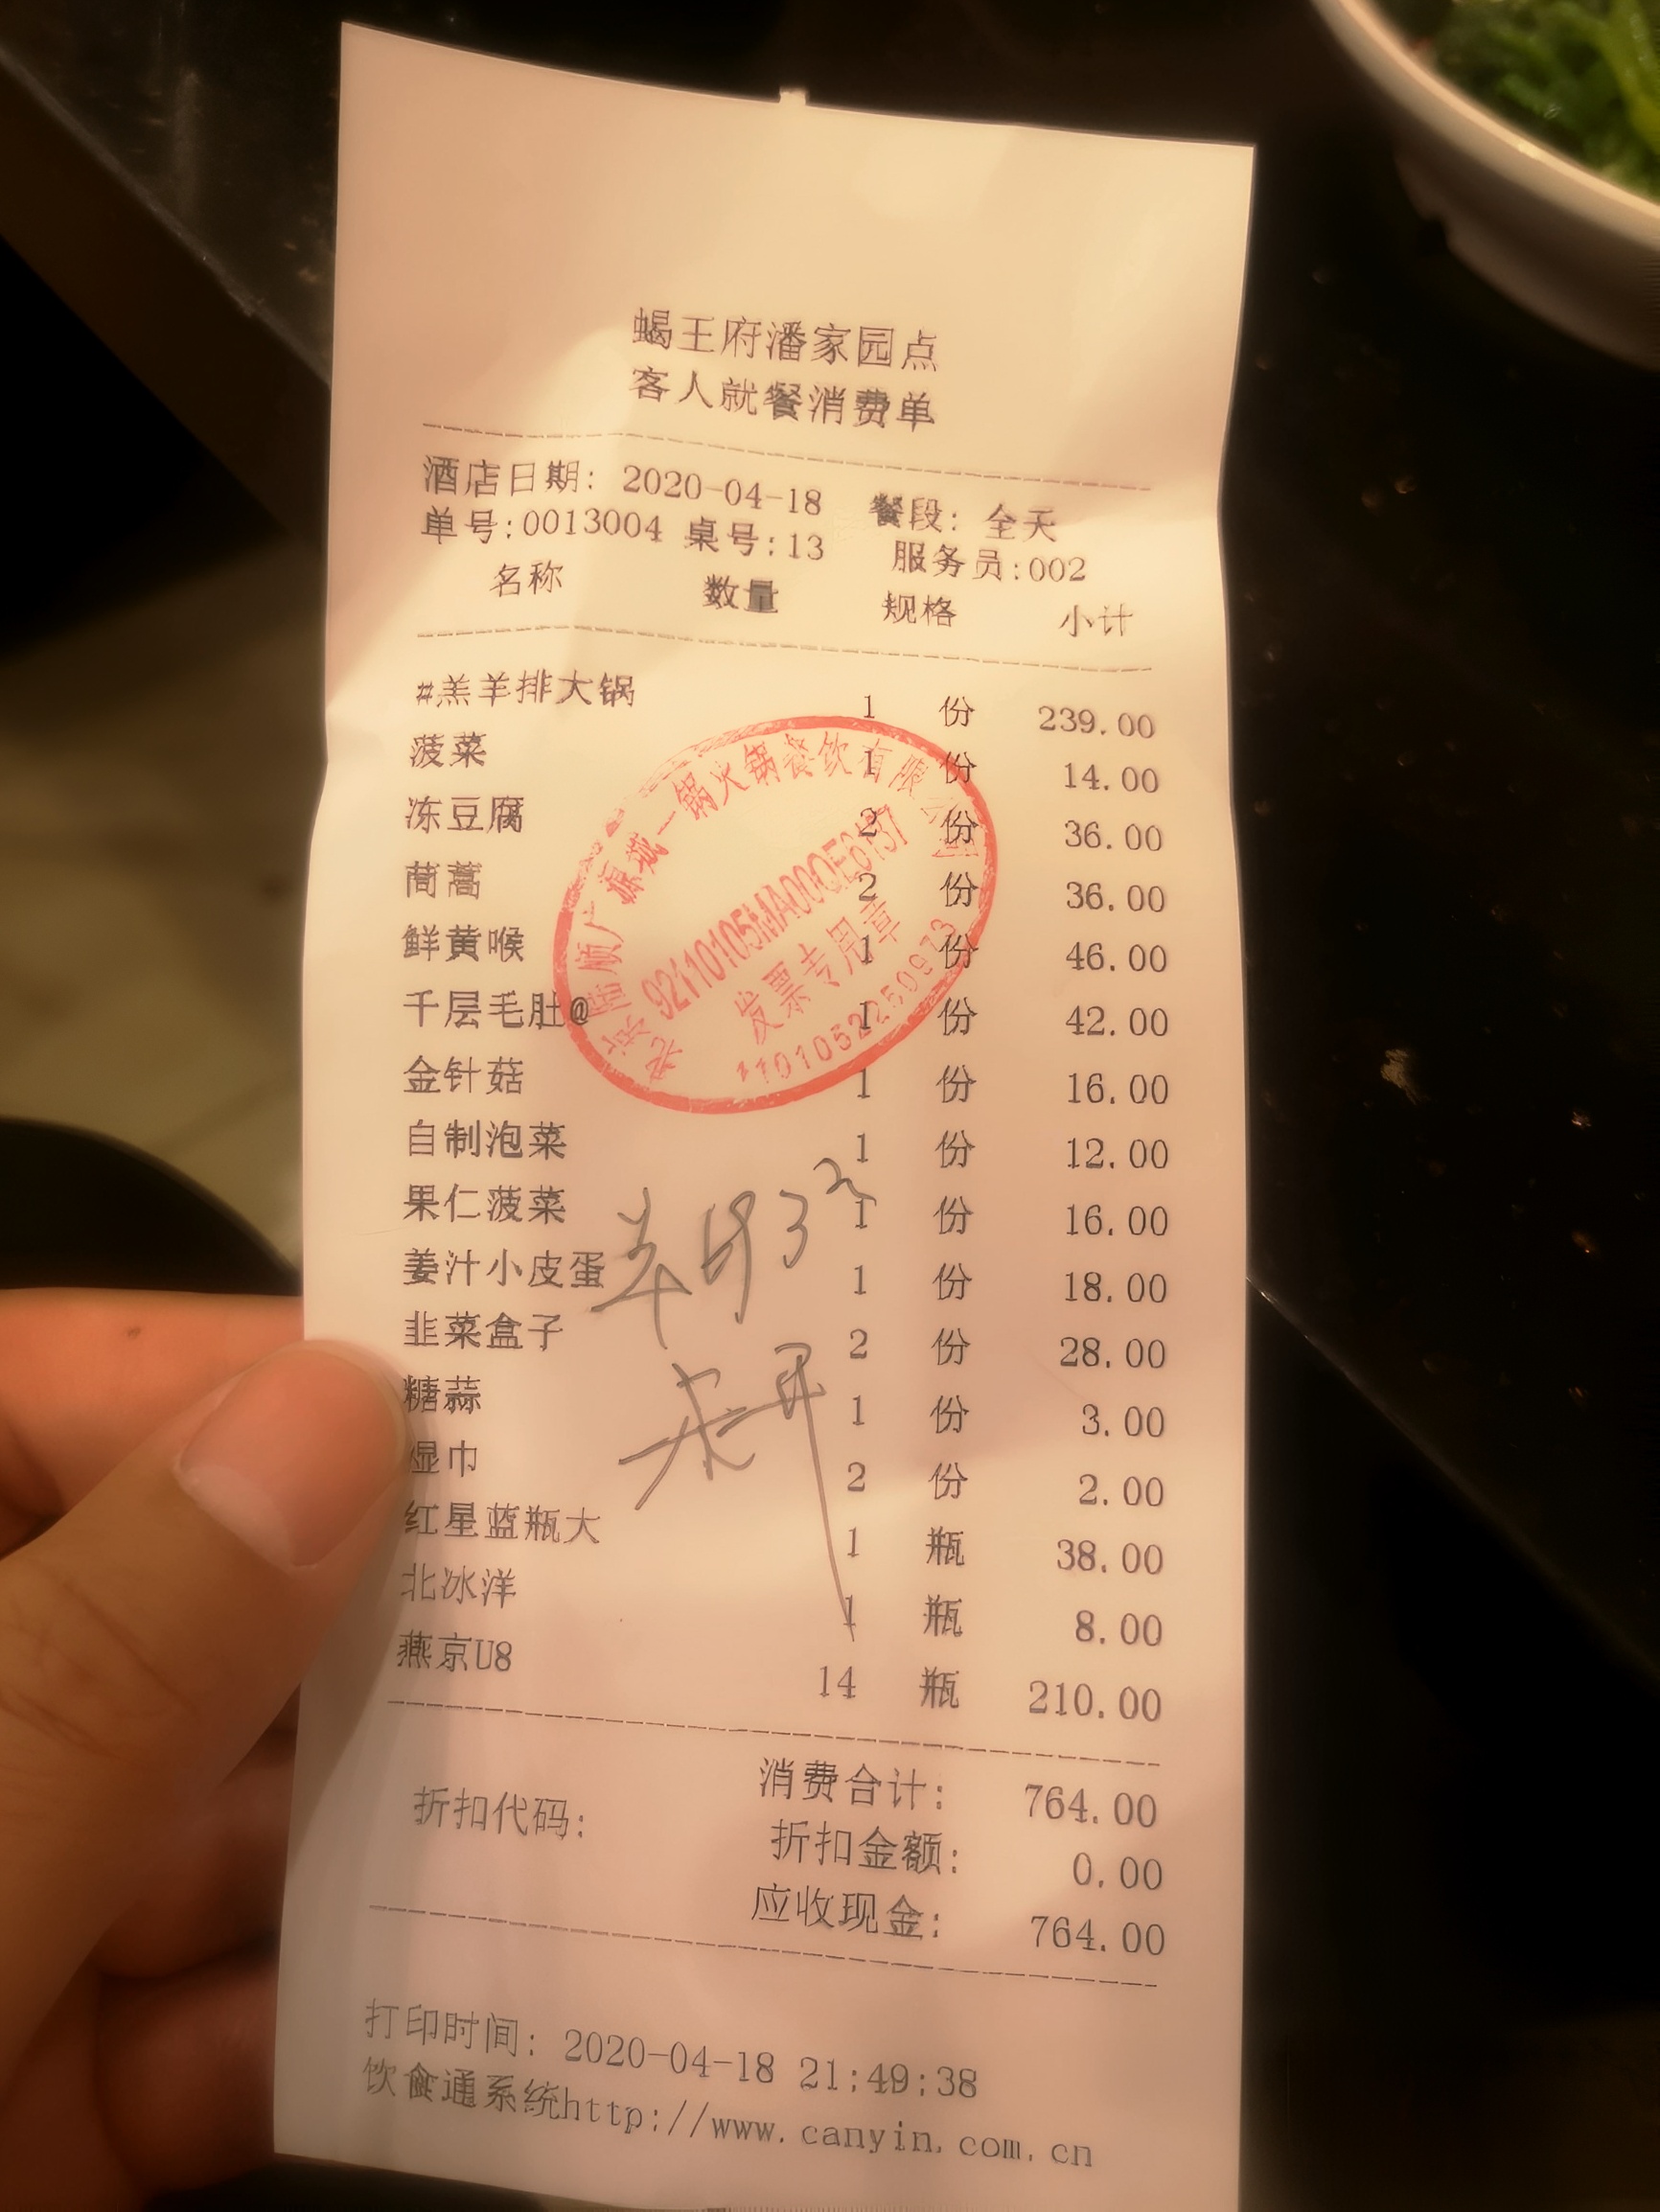 蝎王府潘家园点
客人就餐消费单
酒店日期: 2020-04-18 餐段: 全天
单号:0013004 桌号:13 服务员:002
名称 数量 规格 小计
#羔羊排大锅 1 份 239.00
菠菜 1 份 14.00
冻豆腐 2 份 36.00
茼蒿 2 份 36.00
鲜黄喉 1 份 46.00
千层毛肚@ 1 份 42.00
金针菇 1 份 16.00
自制泡菜 1 份 12.00
果仁菠菜 1 份 16.00
姜汁小皮蛋 1 份 18.00
韭菜盒子 2 份 28.00
糖蒜 1 份 3.00
湿巾 2 份 2.00
红星蓝瓶大 1 瓶 38.00
北冰洋 1 瓶 8.00
燕京U8 14 瓶 210.00
消费合计: 764.00
折扣代码: 折扣金额: 0.00
应收现金: 764.00
打印时间: 2020-04-18 21:49:38
饮食通系统http://www.canyin.com.cn
一锅火锅餐饮有限公司
发票专用章